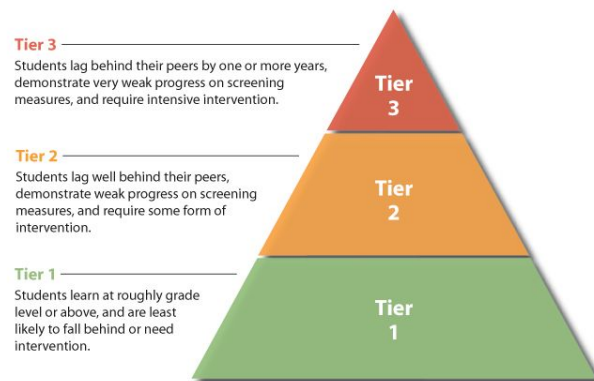 Tier 3
Students lag behind their peers by one or more years,
demonstrate very weak progress on screening
measures, and require intensive intervention.
Tier
3
Tier 2
Students lag well behind their peers,
demonstrate weak progress on screening
measures, and require some form of
intervention.
Tier
2
Tier 1
Students learn at roughly grade
level or above, and are least
likely to fall behind or need
intervention.
Tier
1